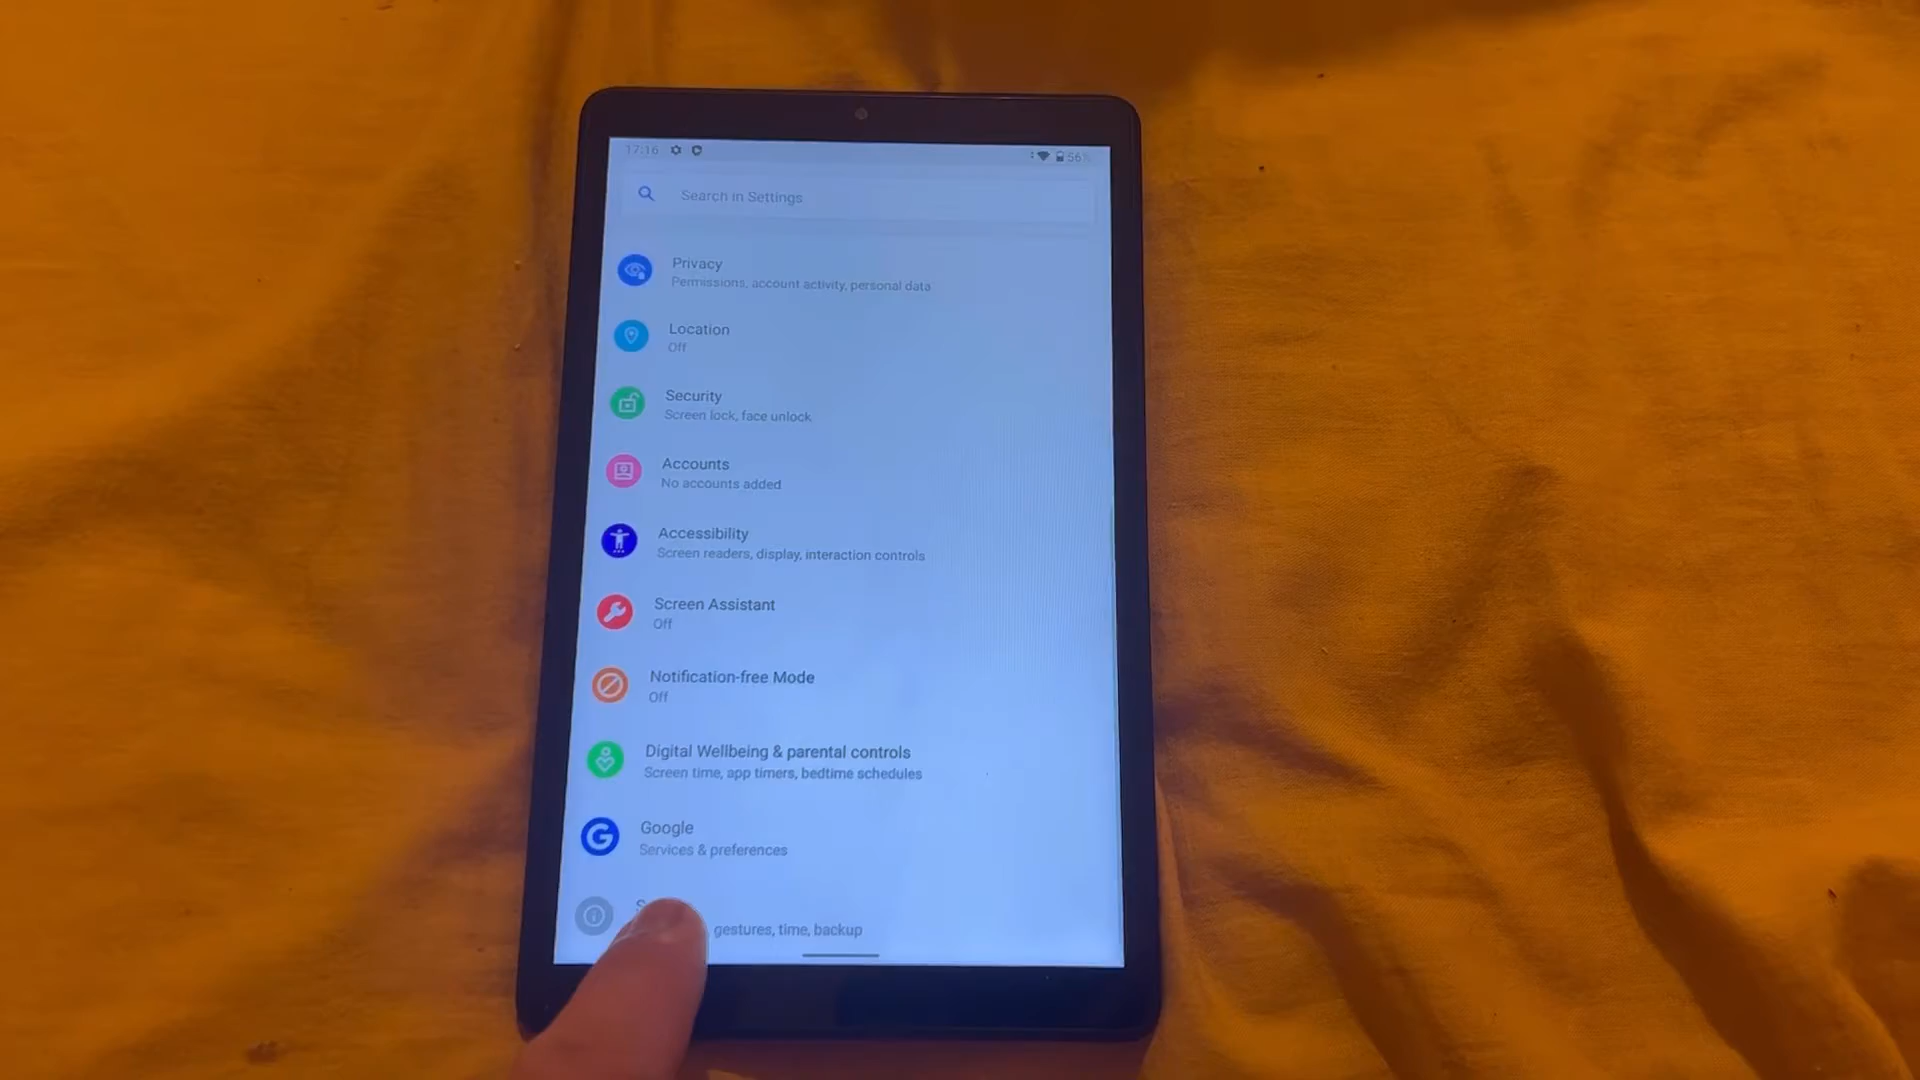 17:16
56%
Search in Settings
Privacy
Permissions, account activity, personal data
Location
Off
Security
Screen lock, face unlock
Accounts
No accounts added
Accessibility
Screen readers, display, interaction controls
Screen Assistant
Off
Notification-free Mode
Off
Digital Wellbeing & parental controls
Screen time, app timers, bedtime schedules
Google
Services & preferences
gestures, time, backup